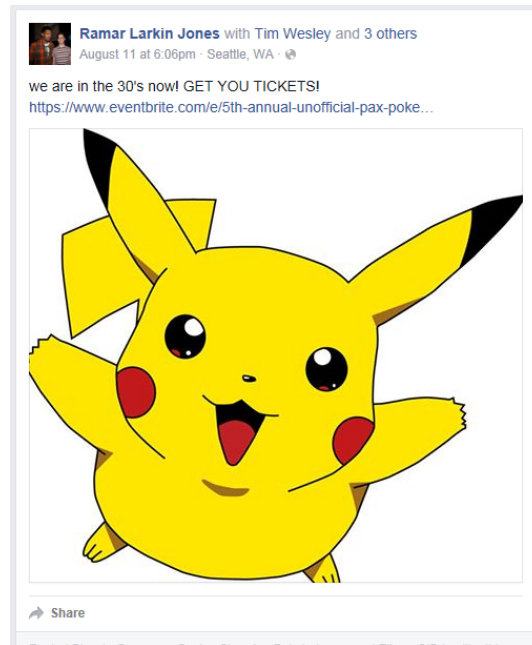 Ramar Larkin Jones with Tim Wesley and 3 others
August 11 at 6:06pm · Seattle, WA ·
we are in the 30's now! GET YOU TICKETS!
https://www.eventbrite.com/e/5th-annual-unofficial-pax-poke…
Share